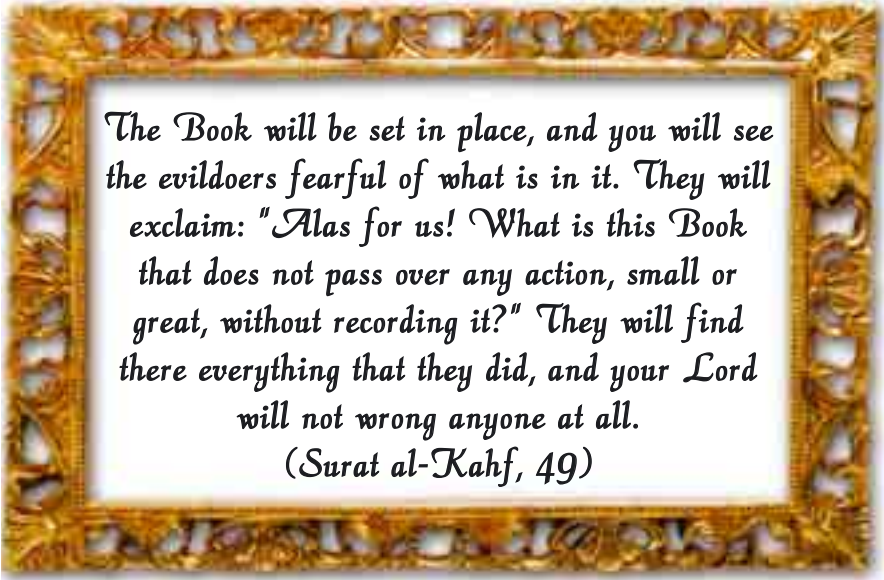 The Book will be set in place, and you will see
the evildoers fearful of what is in it. They will
exclaim: "Alas for us! What is this Book
that does not pass over any action, small or
great, without recording it?" They will find
there everything that they did, and your Lord
will not wrong anyone at all.
(Surat al-Kahf, 49)